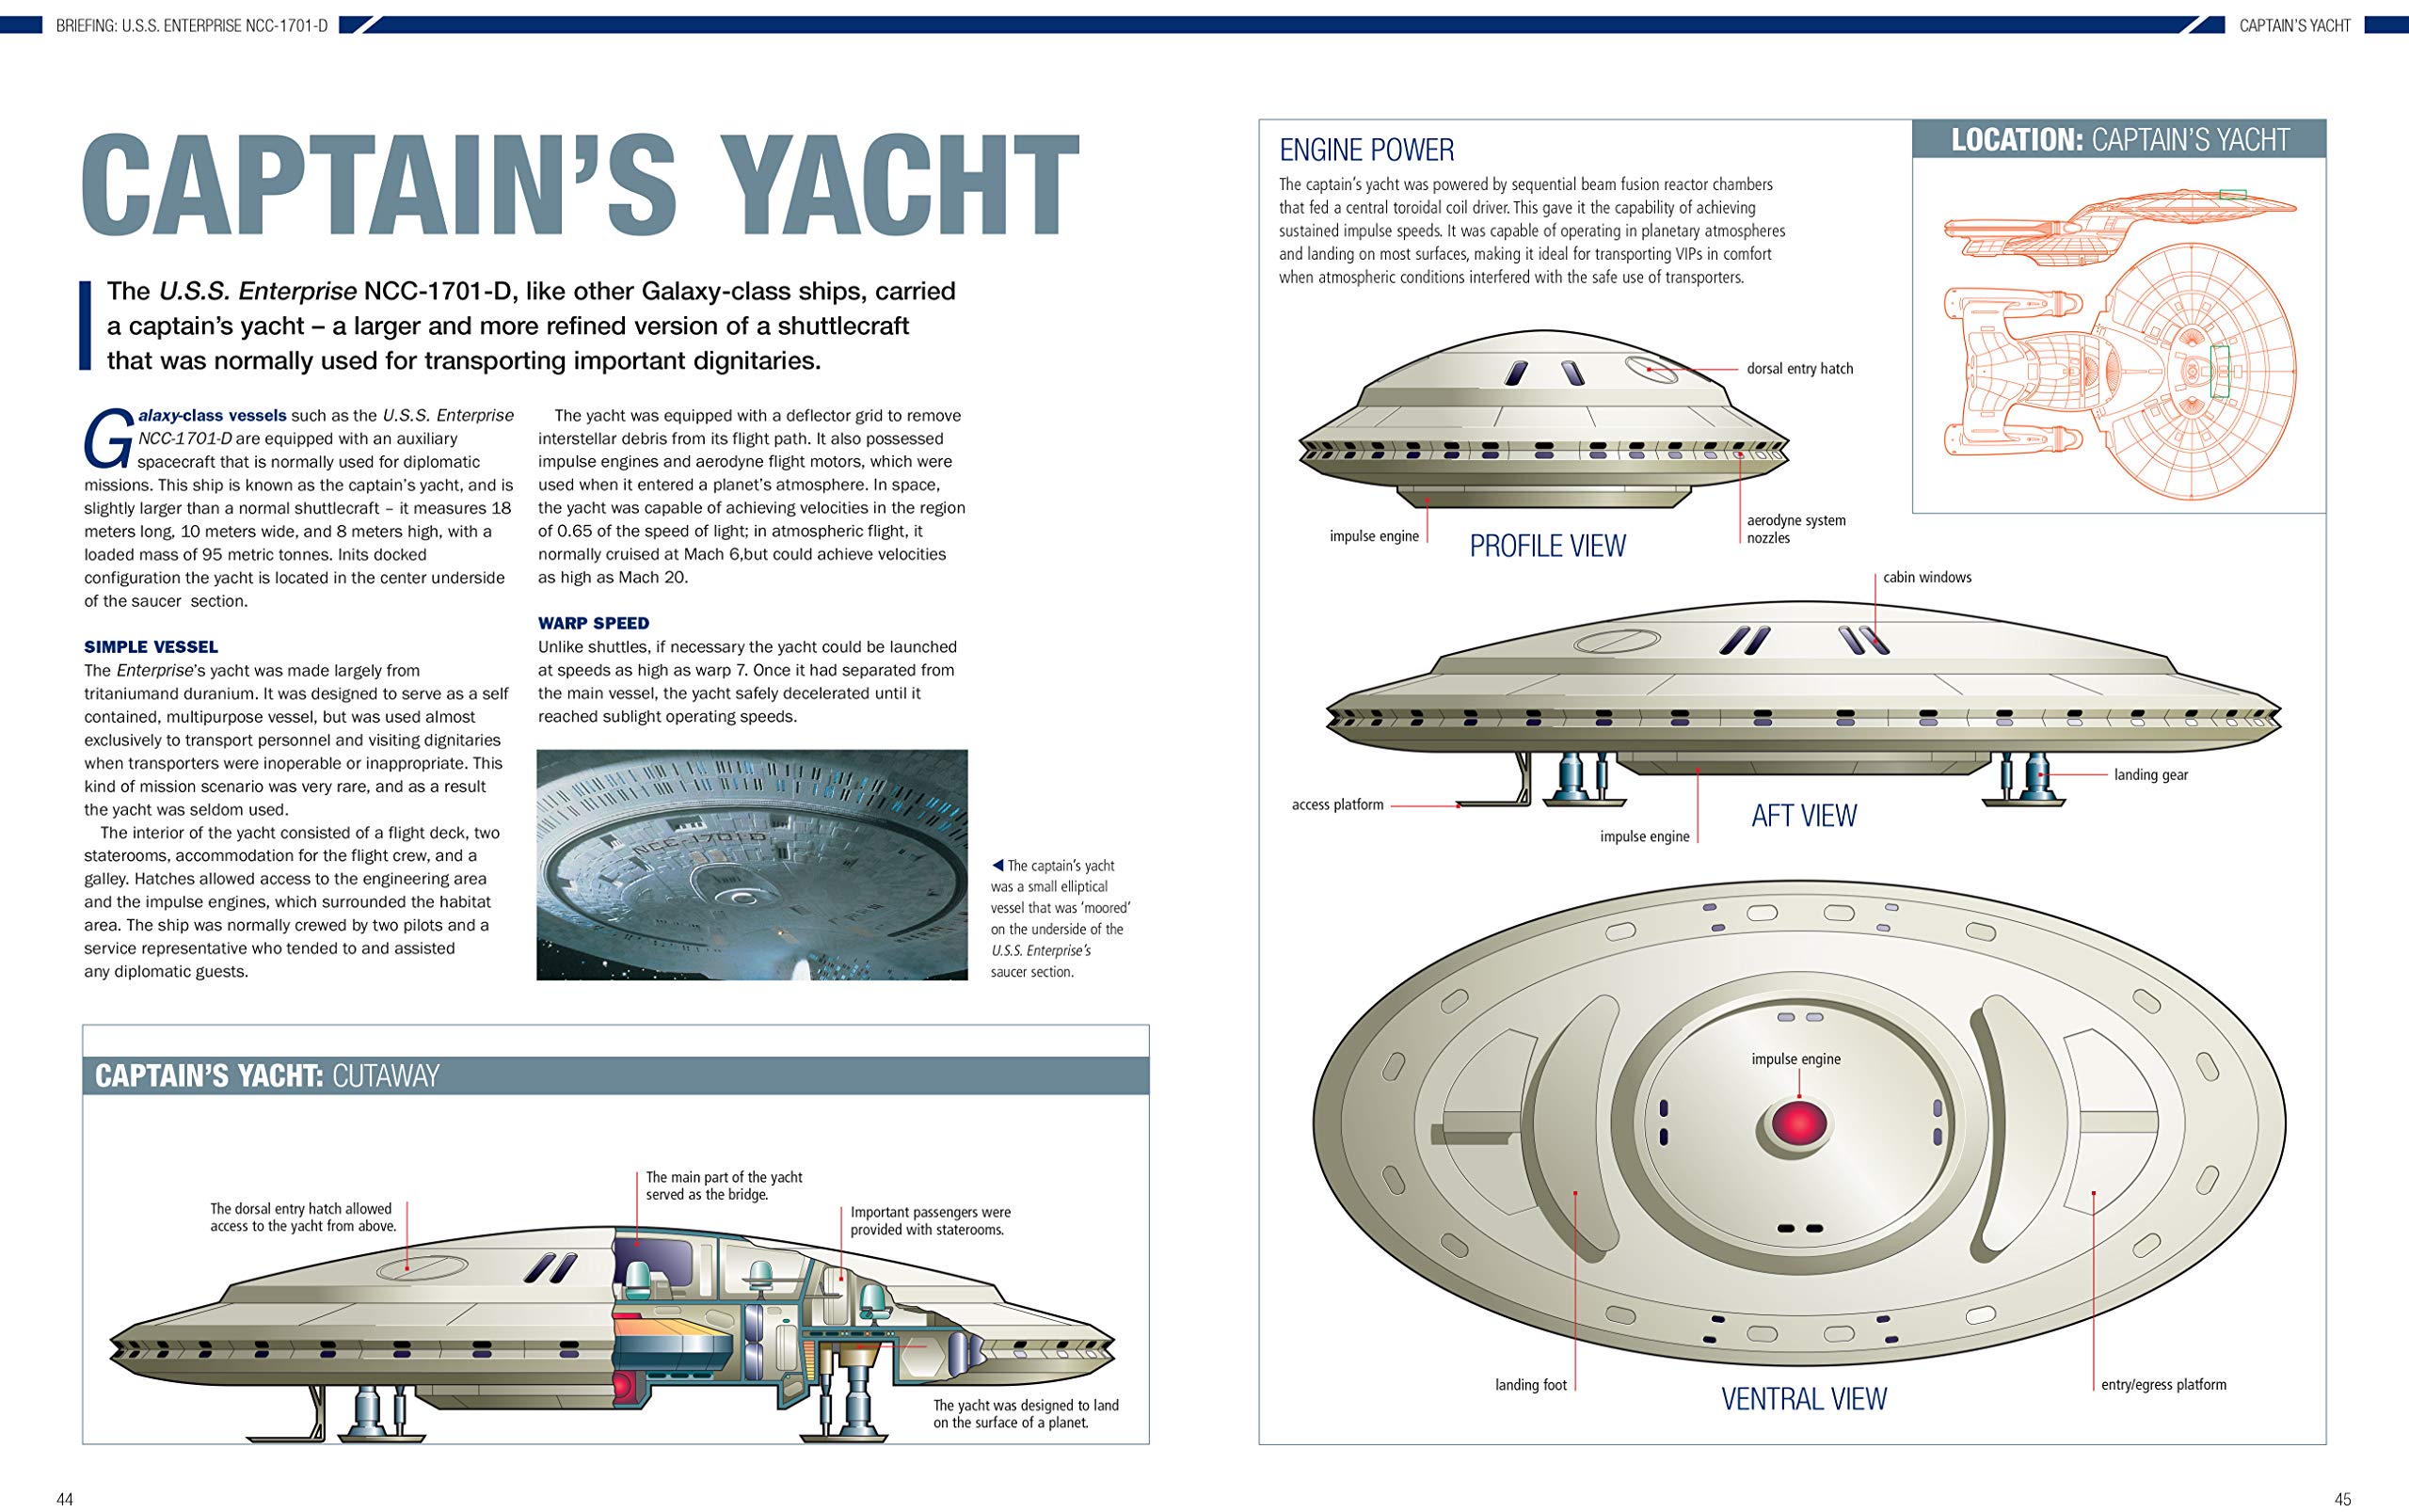 BRIEFING: U.S.S. ENTERPRISE NCC-1701-D
CAPTAIN'S YACHT
The U.S.S. Enterprise NCC-1701-D, like other Galaxy-class ships, carried
a captain's yacht – a larger and more refined version of a shuttlecraft
that was normally used for transporting important dignitaries.
Galaxy-class vessels such as the U.S.S. Enterprise
NCC-1701-D are equipped with an auxiliary
spacecraft that is normally used for diplomatic
missions. This ship is known as the captain's yacht, and is
slightly larger than a normal shuttlecraft – it measures 18
meters long, 10 meters wide, and 8 meters high, with a
loaded mass of 95 metric tonnes. Inits docked
configuration the yacht is located in the center underside
of the saucer section.
SIMPLE VESSEL
The Enterprise's yacht was made largely from
tritaniumand duranium. It was designed to serve as a self
contained, multipurpose vessel, but was used almost
exclusively to transport personnel and visiting dignitaries
when transporters were inoperable or inappropriate. This
kind of mission scenario was very rare, and as a result
the yacht was seldom used.
The interior of the yacht consisted of a flight deck, two
staterooms, accommodation for the flight crew, and a
galley. Hatches allowed access to the engineering area
and the impulse engines, which surrounded the habitat
area. The ship was normally crewed by two pilots and a
service representative who tended to and assisted
any diplomatic guests.
The yacht was equipped with a deflector grid to remove
interstellar debris from its flight path. It also possessed
impulse engines and aerodyne flight motors, which were
used when it entered a planet's atmosphere. In space,
the yacht was capable of achieving velocities in the region
of 0.65 of the speed of light; in atmospheric flight, it
normally cruised at Mach 6,but could achieve velocities
as high as Mach 20.
WARP SPEED
Unlike shuttles, if necessary the yacht could be launched
at speeds as high as warp 7. Once it had separated from
the main vessel, the yacht safely decelerated until it
reached sublight operating speeds.
NCC-1701-D
◀ The captain's yacht
was a small elliptical
vessel that was 'moored'
on the underside of the
U.S.S. Enterprise's
saucer section.
CAPTAIN'S YACHT: CUTAWAY
The dorsal entry hatch allowed
access to the yacht from above.
The main part of the yacht
served as the bridge.
Important passengers were
provided with staterooms.
The yacht was designed to land
on the surface of a planet.
44
CAPTAIN'S YACHT
ENGINE POWER
The captain's yacht was powered by sequential beam fusion reactor chambers
that fed a central toroidal coil driver. This gave it the capability of achieving
sustained impulse speeds. It was capable of operating in planetary atmospheres
and landing on most surfaces, making it ideal for transporting VIPs in comfort
when atmospheric conditions interfered with the safe use of transporters.
LOCATION: CAPTAIN'S YACHT
dorsal entry hatch
impulse engine
aerodyne system
nozzles
PROFILE VIEW
cabin windows
access platform
landing gear
impulse engine
AFT VIEW
impulse engine
landing foot
entry/egress platform
VENTRAL VIEW
45